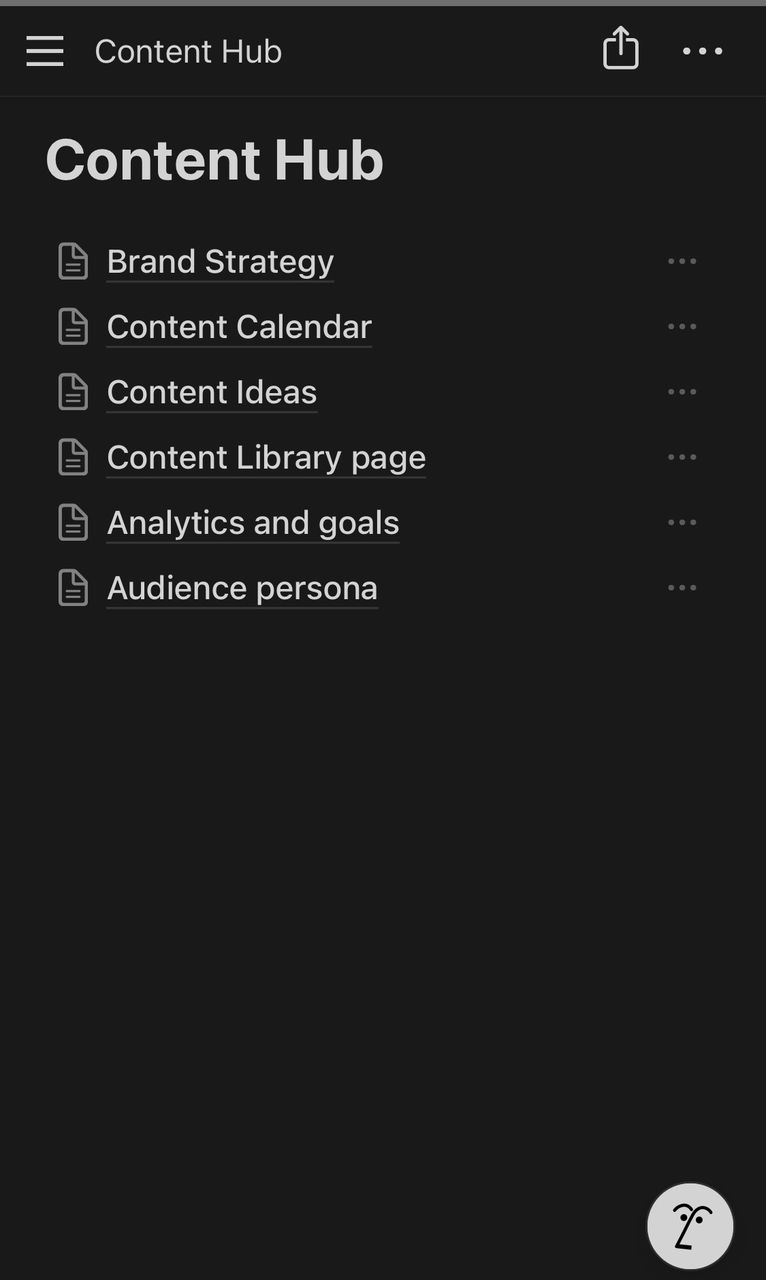 Content Hub
Content Hub
Brand Strategy
Content Calendar
Content Ideas
Content Library page
Analytics and goals
Audience persona